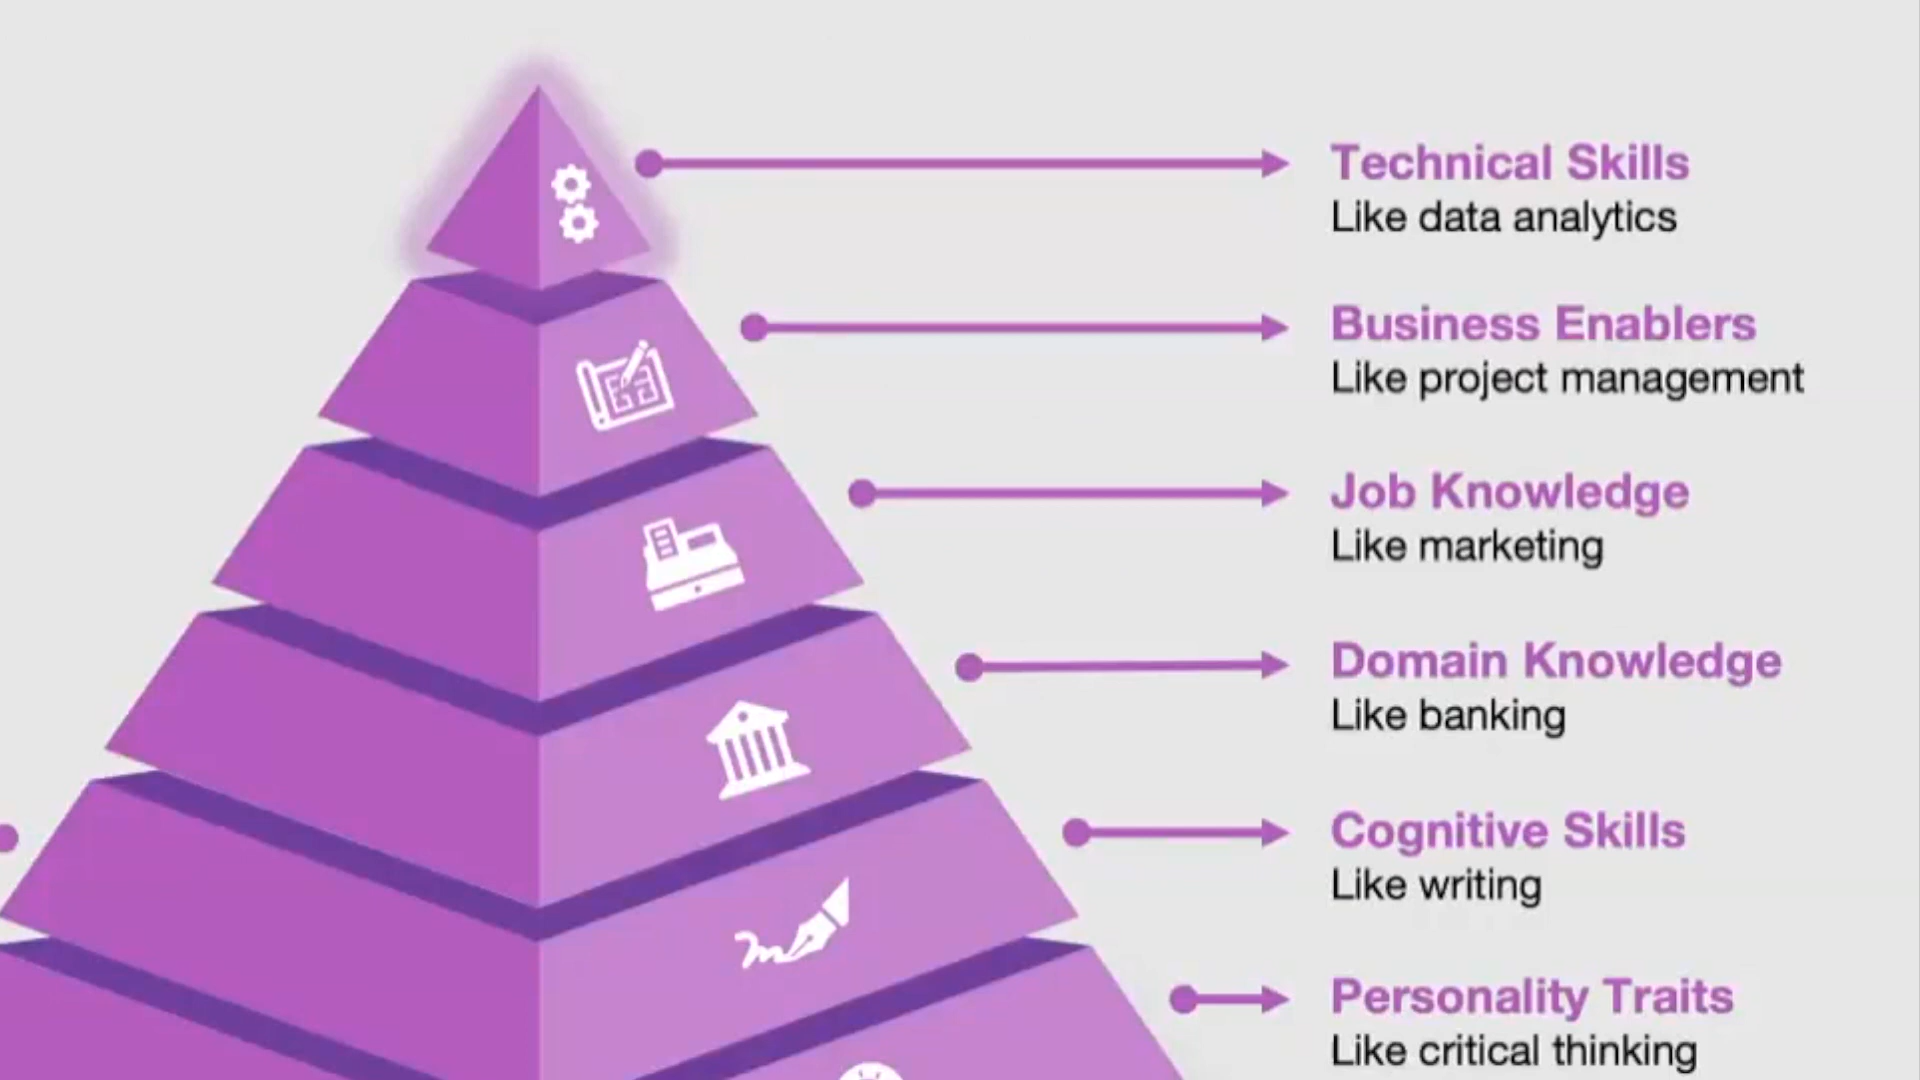 Technical Skills
Like data analytics
Business Enablers
Like project management
Job Knowledge
Like marketing
Domain Knowledge
Like banking
Cognitive Skills
Like writing
Personality Traits
Like critical thinking